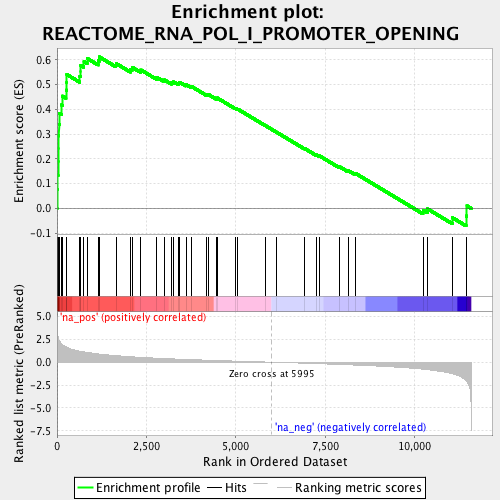 Enrichment plot:
REACTOME_RNA_POL_I_PROMOTER_OPENING
Enrichment score (ES)
0.6
0.5
0.4
0.3
0.2
0.1
0.0
-0.1
'na_pos' (positively correlated)
Ranked list metric (PreRanked)
5.0
2.5
0.0
-2.5
-5.0
-7.5
Zero cross at 5995
'na_neg' (negatively correlated)
0
2,500
5,000
7,500
10,000
Rank in Ordered Dataset
Enrichment profile
Hits
Ranking metric scores